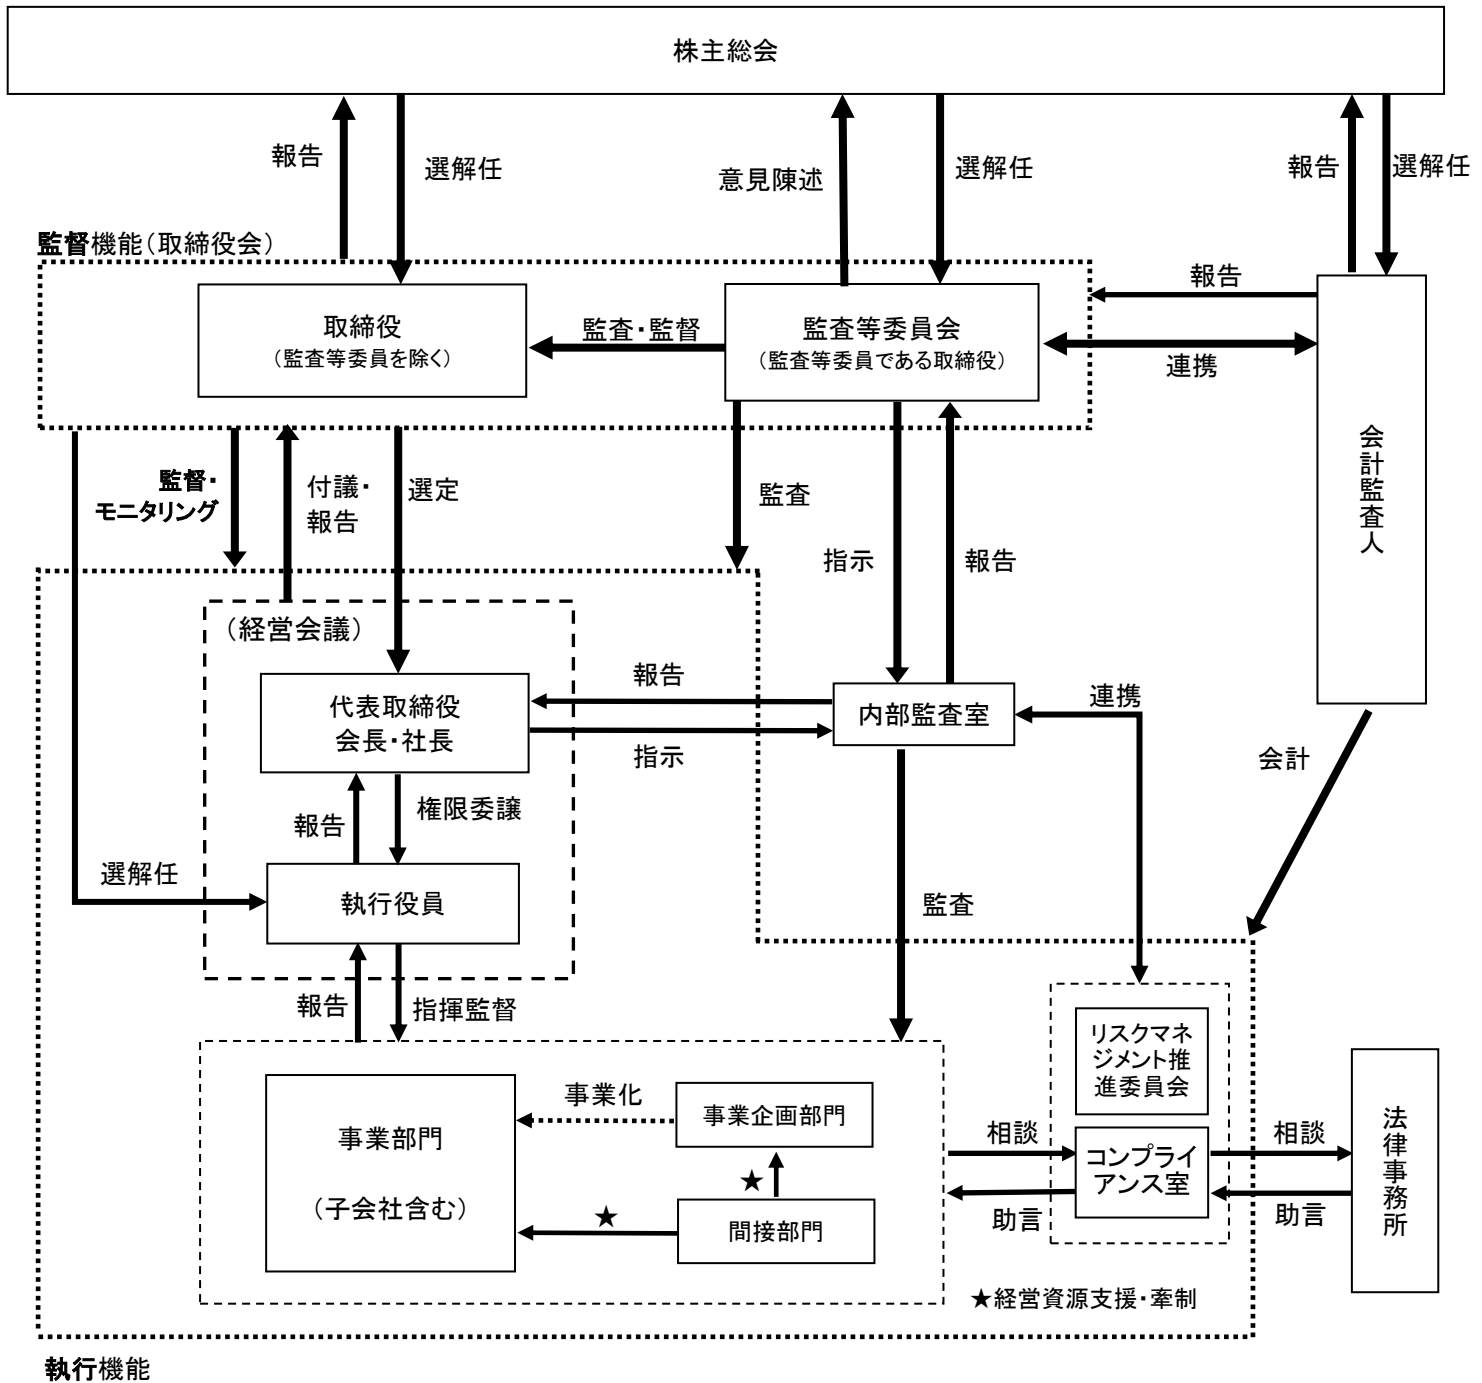 株主総会
報告
選解任
意見陳述
選解任
報告
選解任
監督機能（取締役会）
取締役
（監査等委員を除く）
監査・監督
監査等委員会
（監査等委員である取締役）
報告
連携
会計監査人
監督・
モニタリング
付議・
報告
選定
監査
指示
報告
（経営会議）
代表取締役
会長・社長
報告
指示
内部監査室
連携
会計
報告
権限委譲
選解任
執行役員
監査
報告
指揮監督
事業部門
（子会社含む）
事業化
事業企画部門
★
★
間接部門
リスクマネ
ジメント推
進委員会
相談
コンプライ
アンス室
助言
相談
助言
法律事務所
★経営資源支援・牽制
執行機能